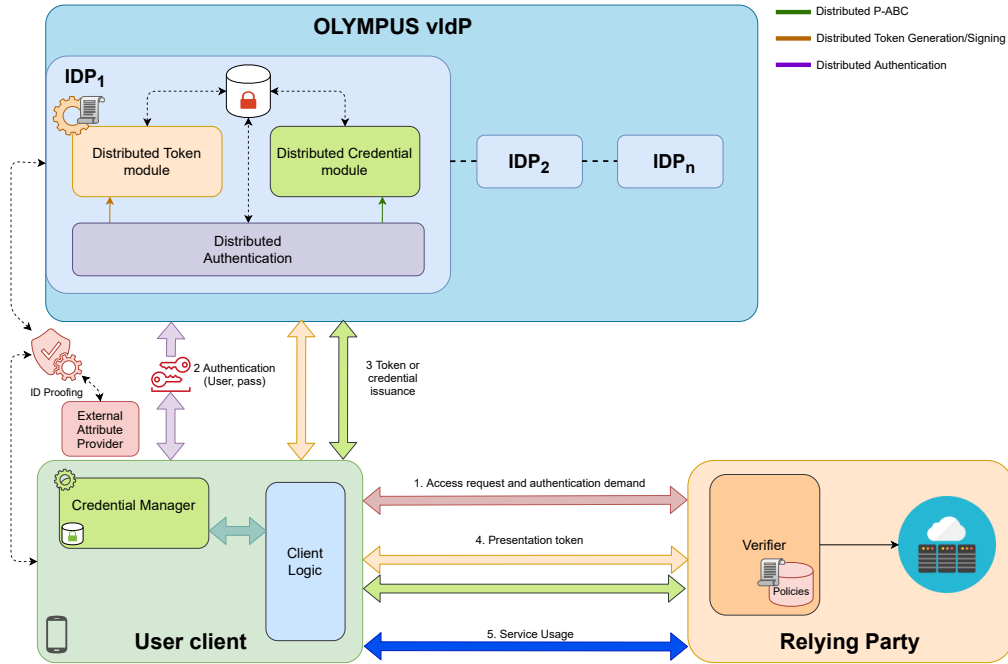 OLYMPUS vIdP
Distributed P-ABC
Distributed Token Generation/Signing
Distributed Authentication
IDP1
Distributed Token
module
Distributed Credential
module
IDP2
IDPn
Distributed
Authentication
2 Authentication
(User, pass)
3 Token or
credential
issuance
ID Proofing
External
Attribute
Provider
Credential Manager
Client
Logic
User client
1. Access request and authentication demand
4. Presentation token
5. Service Usage
Verifier
Policies
Relying Party